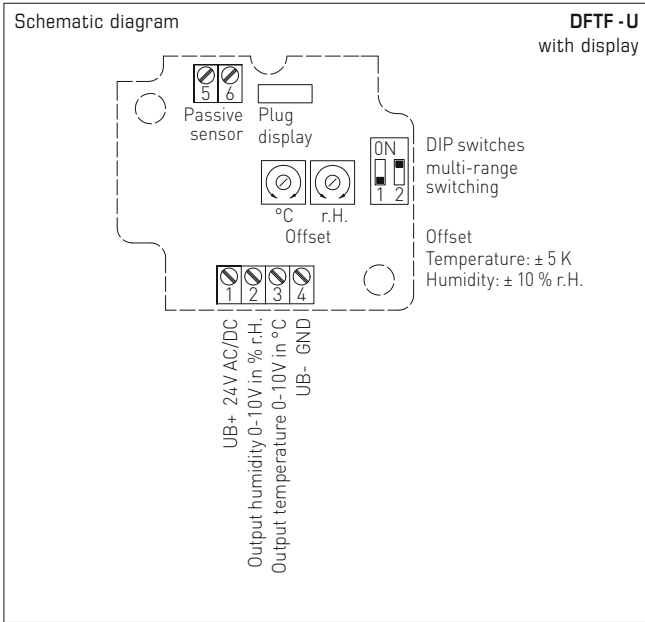 Schematic diagram
DFTF - U
with display
5 6
Passive
sensor
Plug
display
ON
1 2
DIP switches
multi-range
switching
°C r.H.
Offset
Offset
Temperature: ± 5 K
Humidity: ± 10 % r.H.
1 2 3 4
UB+ 24V AC/DC
Output humidity 0-10V in % r.H.
Output temperature 0-10V in °C
UB- GND